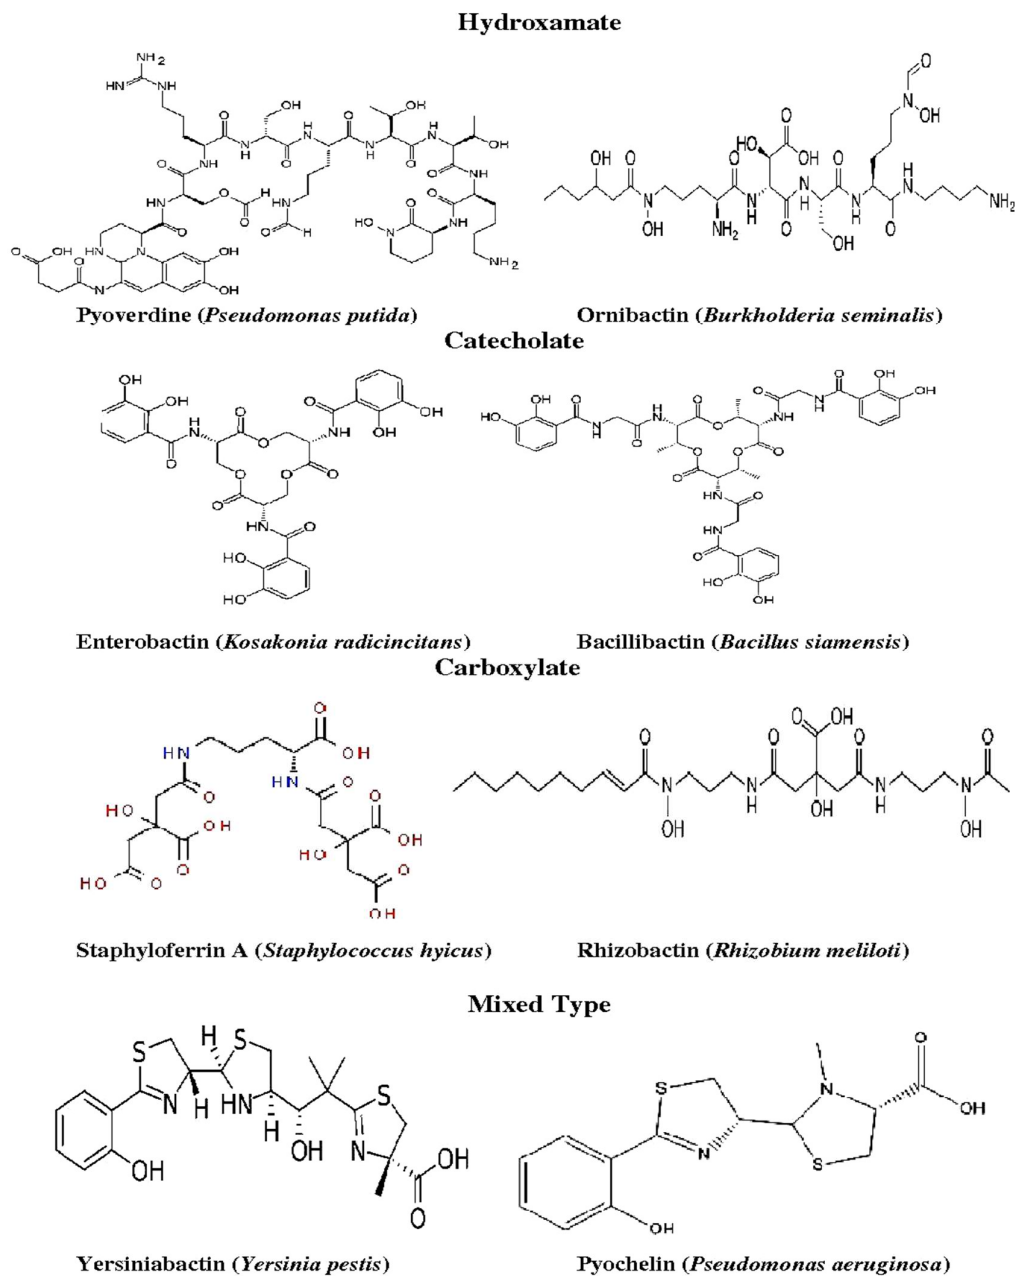 Hydroxamate
Pyoverdine (Pseudomonas putida)
Ornibactin (Burkholderia seminalis)
Catecholate
Enterobactin (Kosakonia radicincitans)
Bacillibactin (Bacillus siamensis)
Carboxylate
Staphyloferrin A (Staphylococcus hyicus)
Rhizobactin (Rhizobium meliloti)
Mixed Type
Yersiniabactin (Yersinia pestis)
Pyochelin (Pseudomonas aeruginosa)